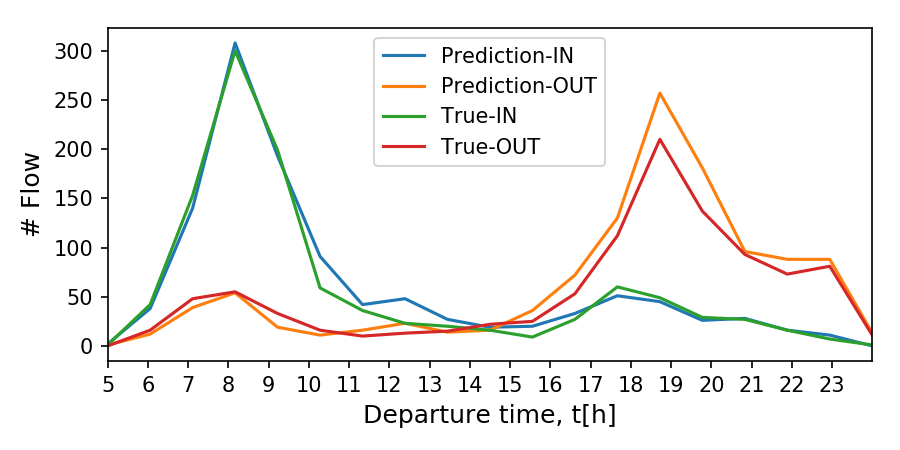 Prediction-IN
Prediction-OUT
True-IN
True-OUT
# Flow
300
250
200
150
100
50
0
5 6 7 8 9 10 11 12 13 14 15 16 17 18 19 20 21 22 23
Departure time, t[h]